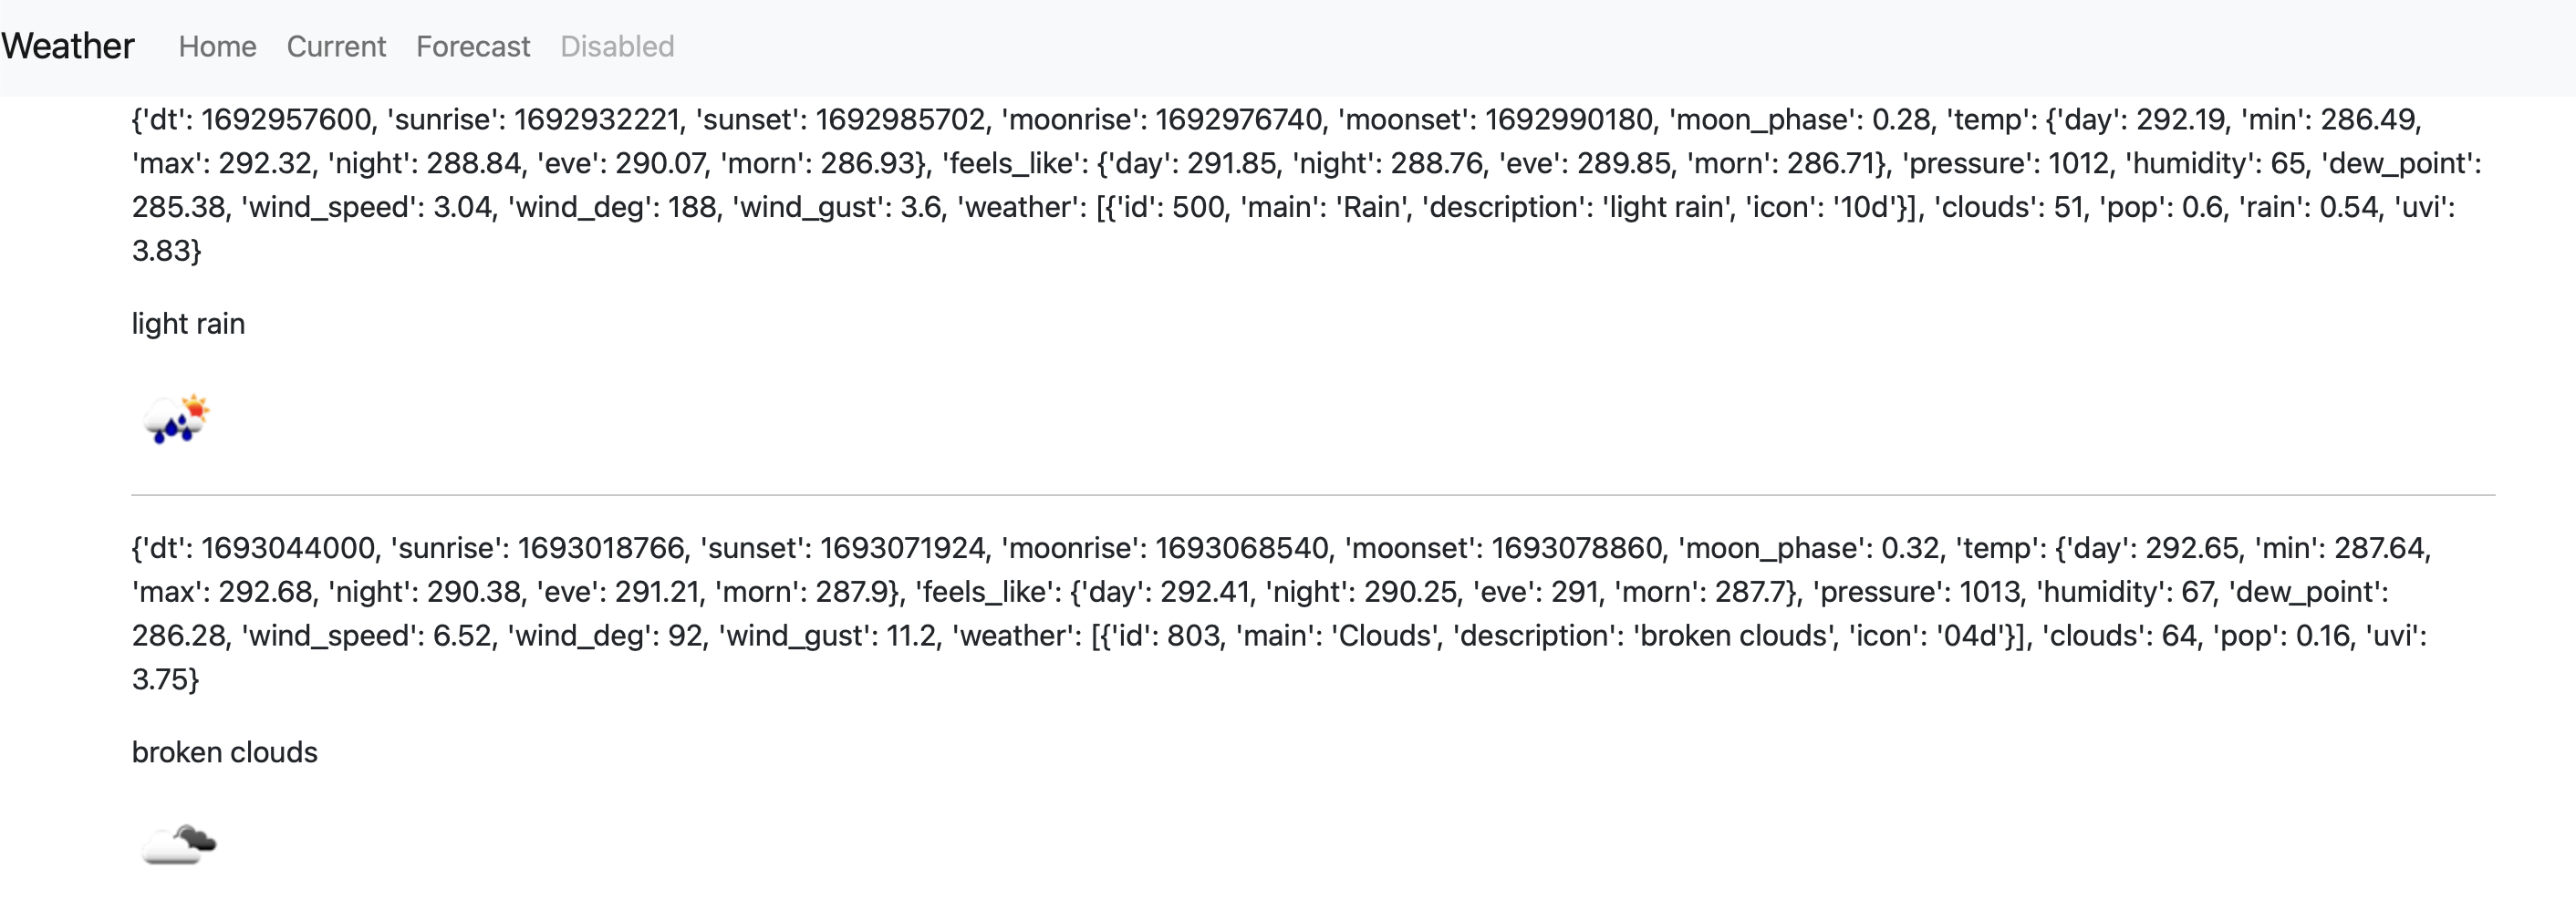 Weather Home Current Forecast Disabled
{'dt': 1692957600, 'sunrise': 1692932221, 'sunset': 1692985702, 'moonrise': 1692976740, 'moonset': 1692990180, 'moon_phase': 0.28, 'temp': {'day': 292.19, 'min': 286.49,
'max': 292.32, 'night': 288.84, 'eve': 290.07, 'morn': 286.93}, 'feels_like': {'day': 291.85, 'night': 288.76, 'eve': 289.85, 'morn': 286.71}, 'pressure': 1012, 'humidity': 65, 'dew_point':
285.38, 'wind_speed': 3.04, 'wind_deg': 188, 'wind_gust': 3.6, 'weather': [{'id': 500, 'main': 'Rain', 'description': 'light rain', 'icon': '10d'}], 'clouds': 51, 'pop': 0.6, 'rain': 0.54, 'uvi':
3.83}
light rain
{'dt': 1693044000, 'sunrise': 1693018766, 'sunset': 1693071924, 'moonrise': 1693068540, 'moonset': 1693078860, 'moon_phase': 0.32, 'temp': {'day': 292.65, 'min': 287.64,
'max': 292.68, 'night': 290.38, 'eve': 291.21, 'morn': 287.9}, 'feels_like': {'day': 292.41, 'night': 290.25, 'eve': 291, 'morn': 287.7}, 'pressure': 1013, 'humidity': 67, 'dew_point':
286.28, 'wind_speed': 6.52, 'wind_deg': 92, 'wind_gust': 11.2, 'weather': [{'id': 803, 'main': 'Clouds', 'description': 'broken clouds', 'icon': '04d'}], 'clouds': 64, 'pop': 0.16, 'uvi':
3.75}
broken clouds